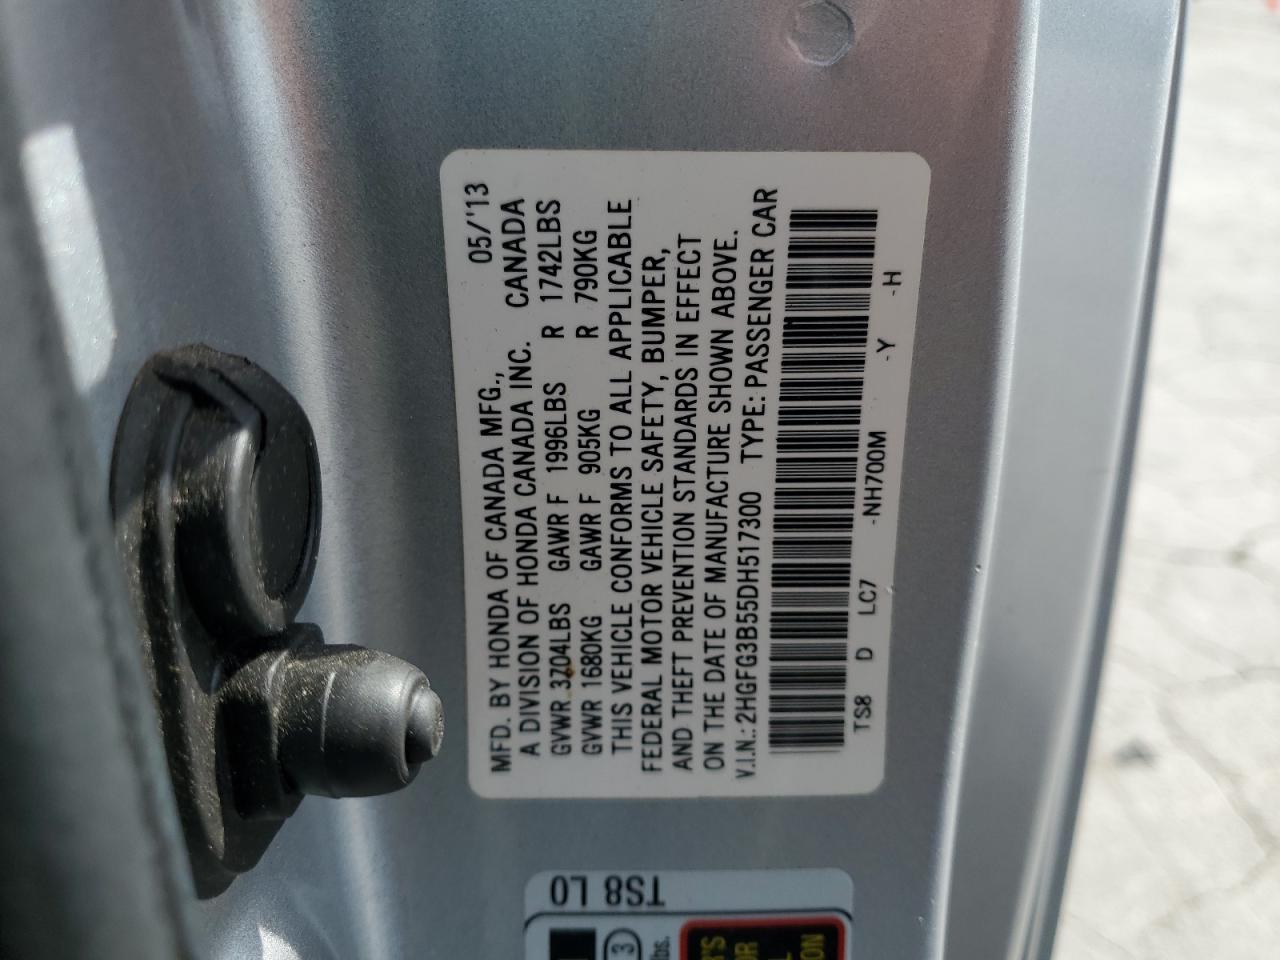 MFD. BY HONDA OF CANADA MFG., 05/'13
A DIVISION OF HONDA CANADA INC. CANADA
GVWR 3704LBS GAWR F 1996LBS R 1742LBS
GVWR 1680KG GAWR F 905KG R 790KG
THIS VEHICLE CONFORMS TO ALL APPLICABLE
FEDERAL MOTOR VEHICLE SAFETY, BUMPER,
AND THEFT PREVENTION STANDARDS IN EFFECT
ON THE DATE OF MANUFACTURE SHOWN ABOVE.
V.I.N.:2HGFG3B55DH517300 TYPE:PASSENGER CAR
TS8 D LC7 -NH700M -Y -H
TS8 L0
3
lbs.